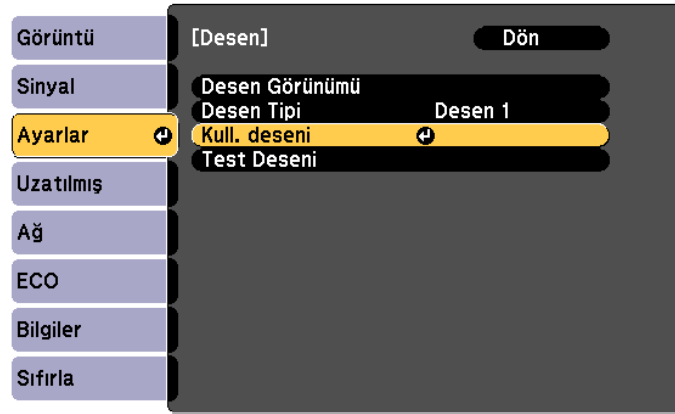 Görüntü
Sinyal
Ayarlar
Uzatılmış
Ağ
ECO
Bilgiler
Sıfırla
[Desen] Dön
Desen Görünümü
Desen Tipi Desen 1
Kull. deseni
Test Deseni